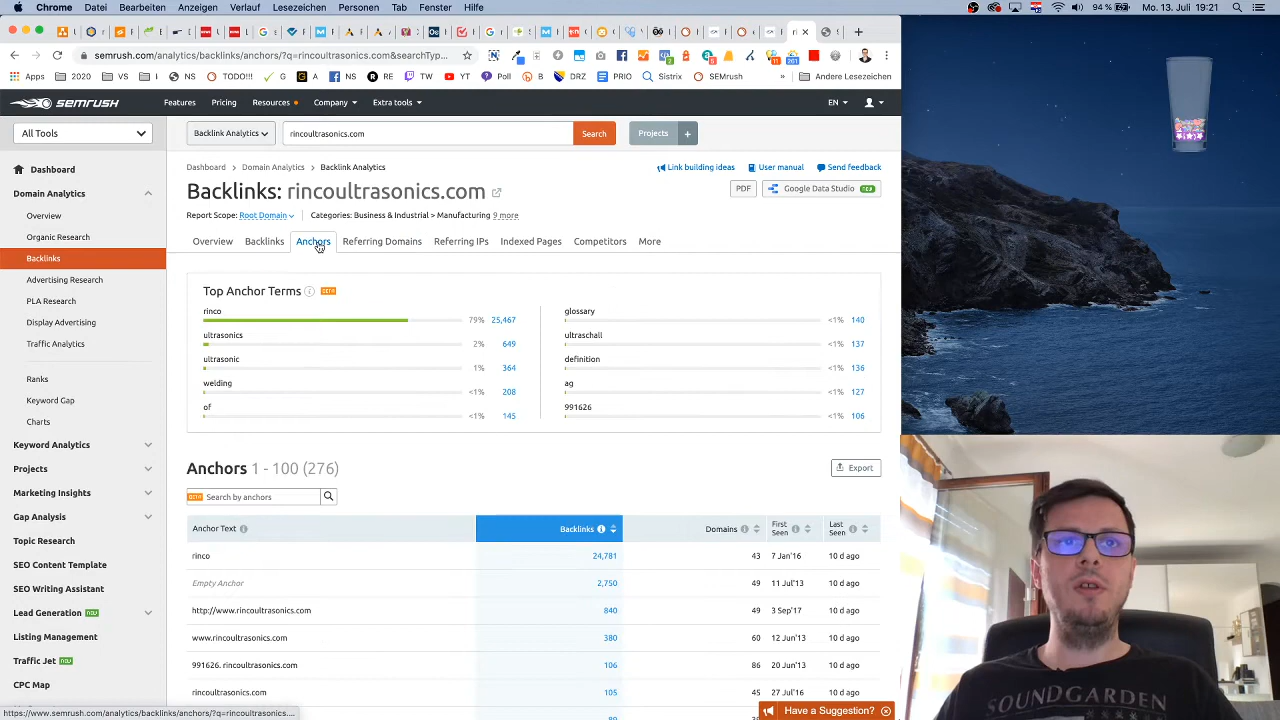 Chrome Datei Bearbeiten Anzeigen Verlauf Lesezeichen Personen Tab Fenster Hilfe 94 % Mo. 13. Juli 19:21
rinc
semrush.com/analytics/backlinks/anchors/?q=rincoultrasonics.com&searchTyp...
Apps 2020 VS NS TODO!!! G A NS RE TW YT Poll B DRZ PRIO Sistrix SEMrush » Andere Lesezeichen
SEMRUSH Features Pricing Resources Company Extra tools EN
All Tools Backlink Analytics rincoultrasonics.com Search Projects +
Dashboard
Domain Analytics
Overview
Organic Research
Backlinks
Advertising Research
PLA Research
Display Advertising
Traffic Analytics
Ranks
Keyword Gap
Charts
Keyword Analytics
Projects
Marketing Insights
Gap Analysis
Topic Research
SEO Content Template
SEO Writing Assistant
Lead Generation NEW
Listing Management
Traffic Jet NEW
CPC Map
Dashboard > Domain Analytics > Backlink Analytics Link building ideas User manual Send feedback
Backlinks: rincoultrasonics.com PDF Google Data Studio NEW
Report Scope: Root Domain Categories: Business & Industrial > Manufacturing 9 more
Overview Backlinks Anchors Referring Domains Referring IPs Indexed Pages Competitors More
Top Anchor Terms i BETA
rinco 79% 25,467
ultrasonics 2% 649
ultrasonic 1% 364
welding <1% 208
of <1% 145
glossary <1% 140
ultraschall <1% 137
definition <1% 136
ag <1% 127
991626 <1% 106
Anchors 1 - 100 (276) Export
BETA Search by anchors
Anchor Text Backlinks Domains First Seen Last Seen
rinco 24,781 43 7 Jan'16 10 d ago
Empty Anchor 2,750 49 11 Jul'13 10 d ago
http://www.rincoultrasonics.com 840 49 3 Sep'17 10 d ago
www.rincoultrasonics.com 380 60 12 Jun'13 10 d ago
991626. rincoultrasonics.com 106 86 20 Jun'13 10 d ago
rincoultrasonics.com 105 45 27 Jul'16 10 d ago
https://www.semrush.com/analytics/backlinks/anchors/?q=rincoultrasonics....
Have a Suggestion?
SOUNDGARDEN